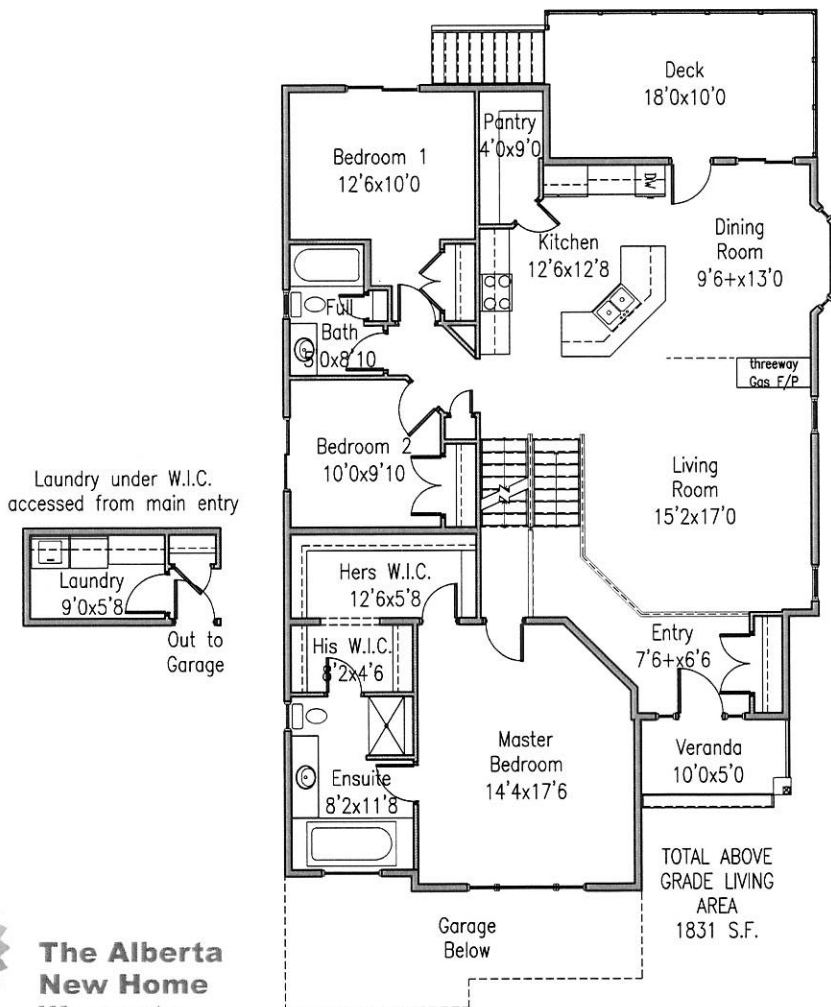 Deck
18'0x10'0
Pantry
4'0x9'0
Bedroom 1
12'6x10'0
DW
Kitchen
12'6x12'8
Dining
Room
9'6+x13'0
Full
Bath
5'0x8'10
threeway
Gas F/P
Bedroom 2
10'0x9'10
Living
Room
15'2x17'0
Laundry under W.I.C.
accessed from main entry
Laundry
9'0x5'8
Out to
Garage
Hers W.I.C.
12'6x5'8
His W.I.C.
8'2x4'6
Entry
7'6+x6'6
Master
Bedroom
14'4x17'6
Veranda
10'0x5'0
Ensuite
8'2x11'8
TOTAL ABOVE
GRADE LIVING
AREA
1831 S.F.
Garage
Below
The Alberta
New Home